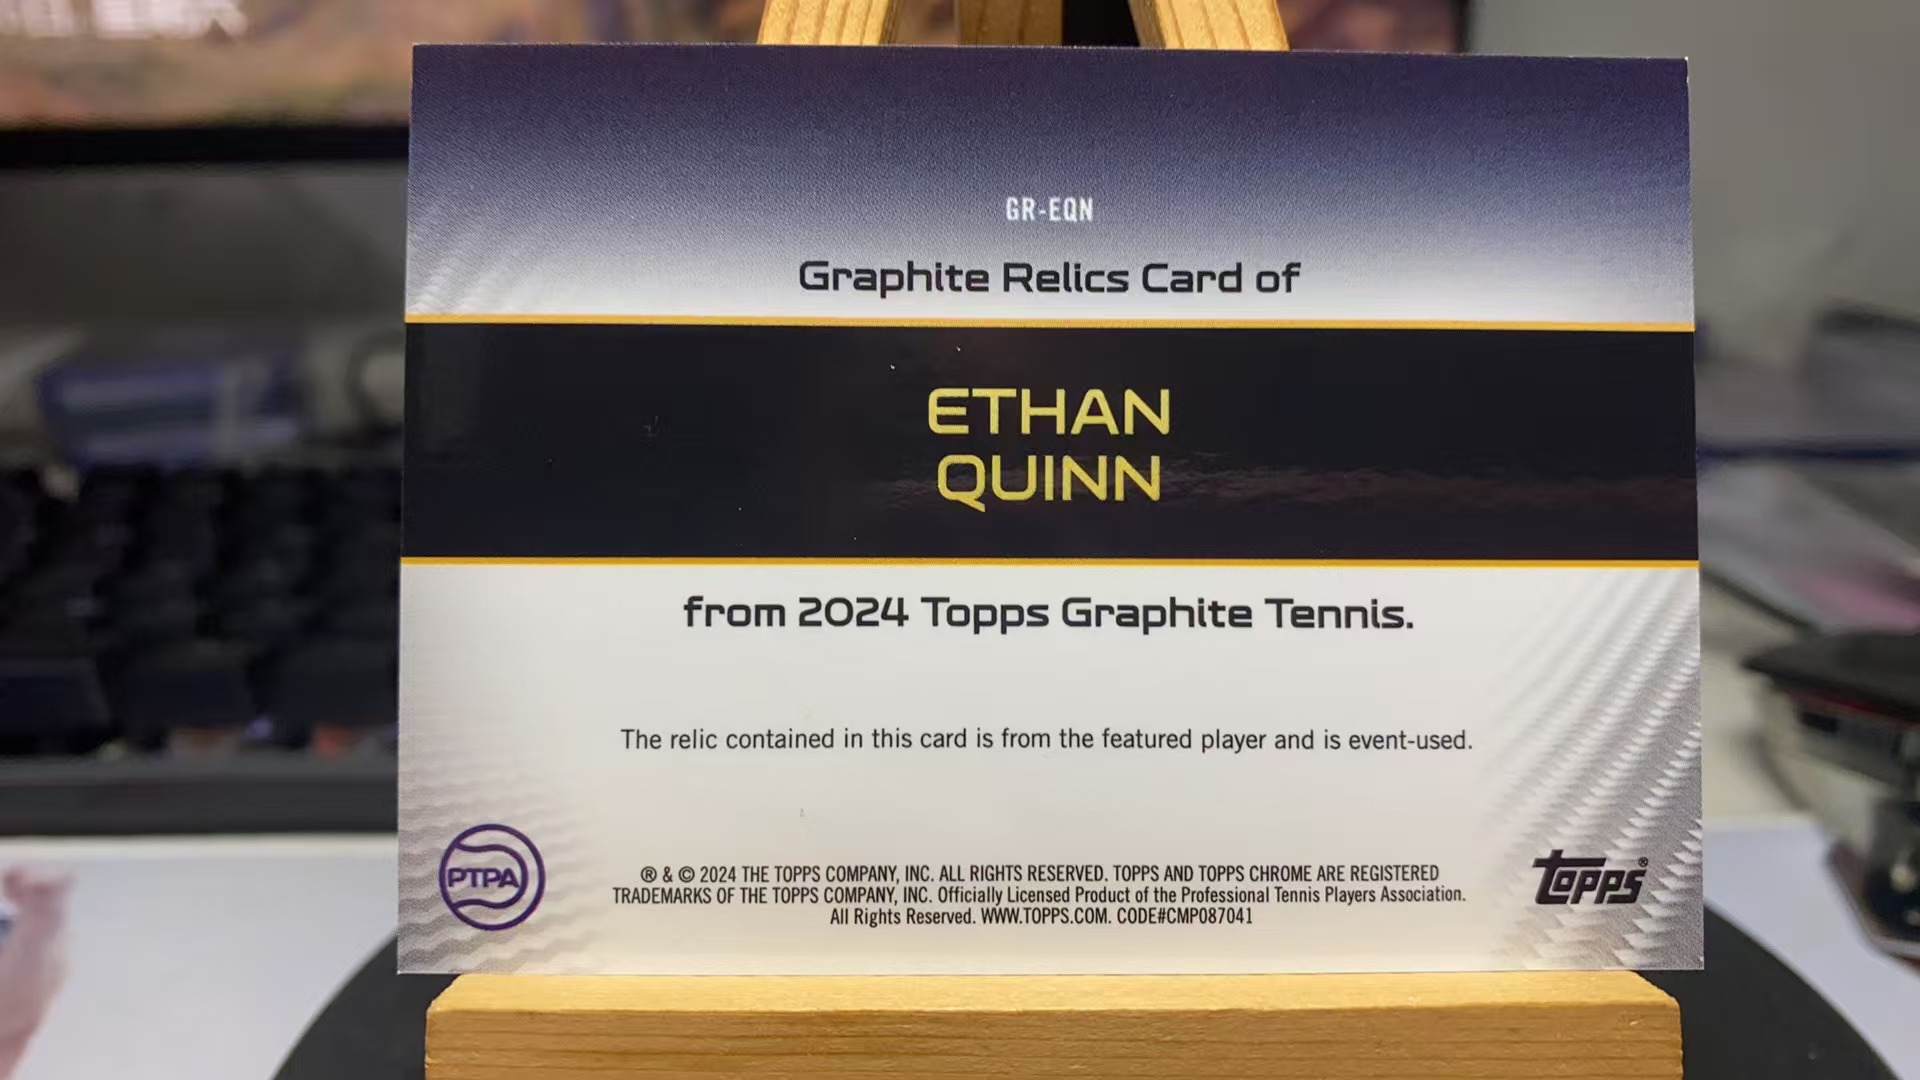 GR-EQN
Graphite Relics Card of
ETHAN
QUINN
from 2024 Topps Graphite Tennis.
The relic contained in this card is from the featured player and is event-used.
PTPA
® & © 2024 THE TOPPS COMPANY, INC. ALL RIGHTS RESERVED. TOPPS AND TOPPS CHROME ARE REGISTERED
TRADEMARKS OF THE TOPPS COMPANY, INC. Officially Licensed Product of the Professional Tennis Players Association.
All Rights Reserved. WWW.TOPPS.COM. CODE#CMP087041
topps®